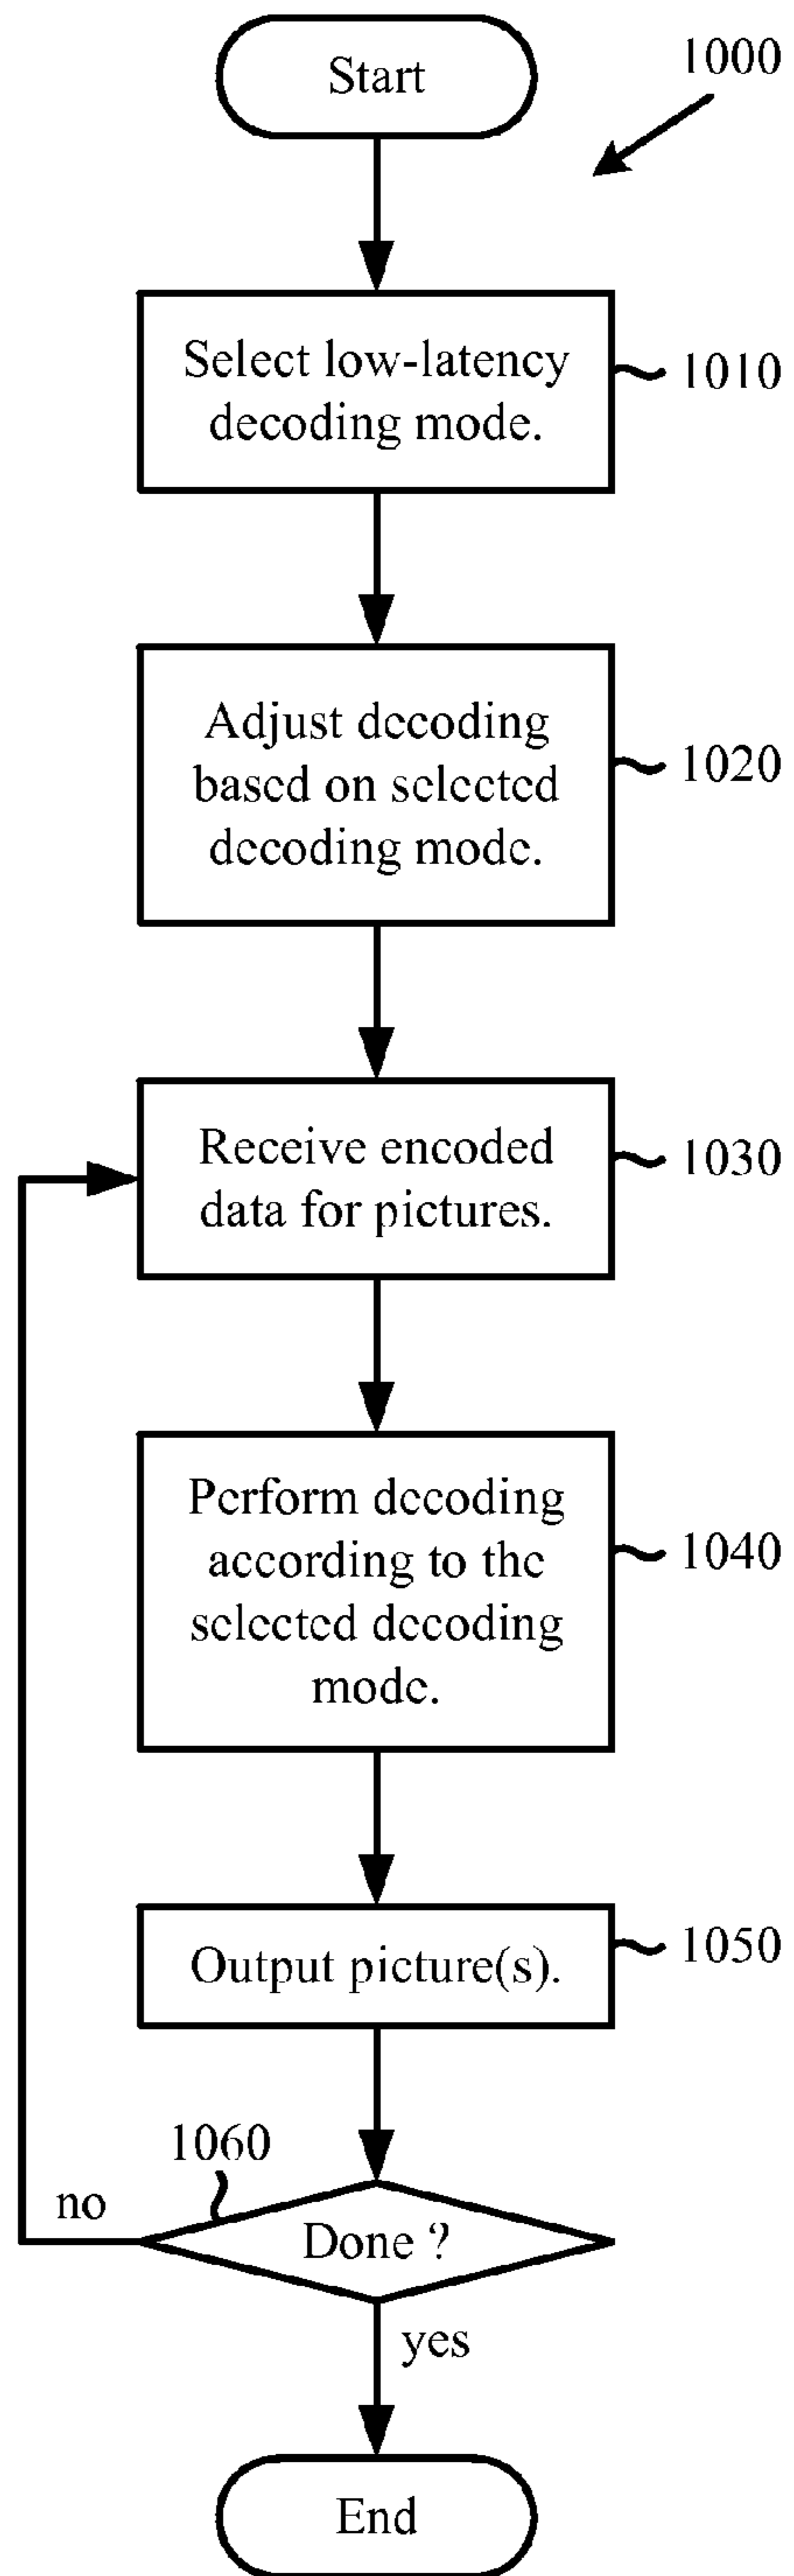 Start
1000
Select low-latency
decoding mode.
1010
Adjust decoding
based on selected
decoding mode.
1020
Receive encoded
data for pictures.
1030
Perform decoding
according to the
selected decoding
mode.
1040
Output picture(s).
1050
1060
no
Done ?
yes
End